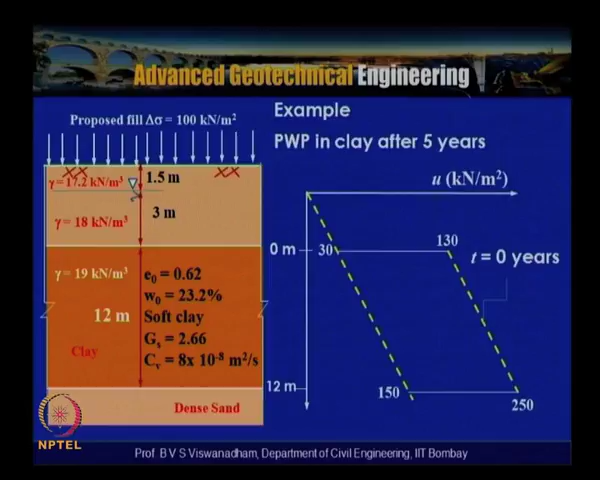 Advanced Geotechnical Engineering
Proposed fill Δσ = 100 kN/m²
γ = 17.2 kN/m³
1.5 m
3 m
γ = 18 kN/m³
γ = 19 kN/m³
e₀ = 0.62
w₀ = 23.2%
12 m
Soft clay
Gₛ = 2.66
Clay
Cᵥ = 8x 10⁻⁸ m²/s
Dense Sand
Example
PWP in clay after 5 years
u (kN/m²)
0 m
30
130
t = 0 years
12 m
150
250
NPTEL
Prof. B V S Viswanadham, Department of Civil Engineering, IIT Bombay